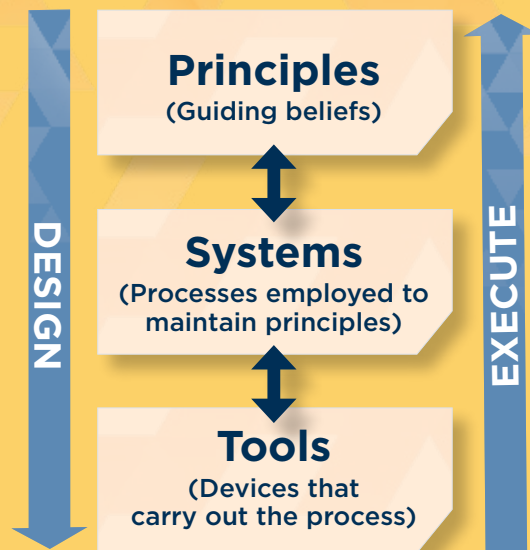 Principles
(Guiding beliefs)
DESIGN
Systems
(Processes employed to
maintain principles)
EXECUTE
Tools
(Devices that
carry out the process)